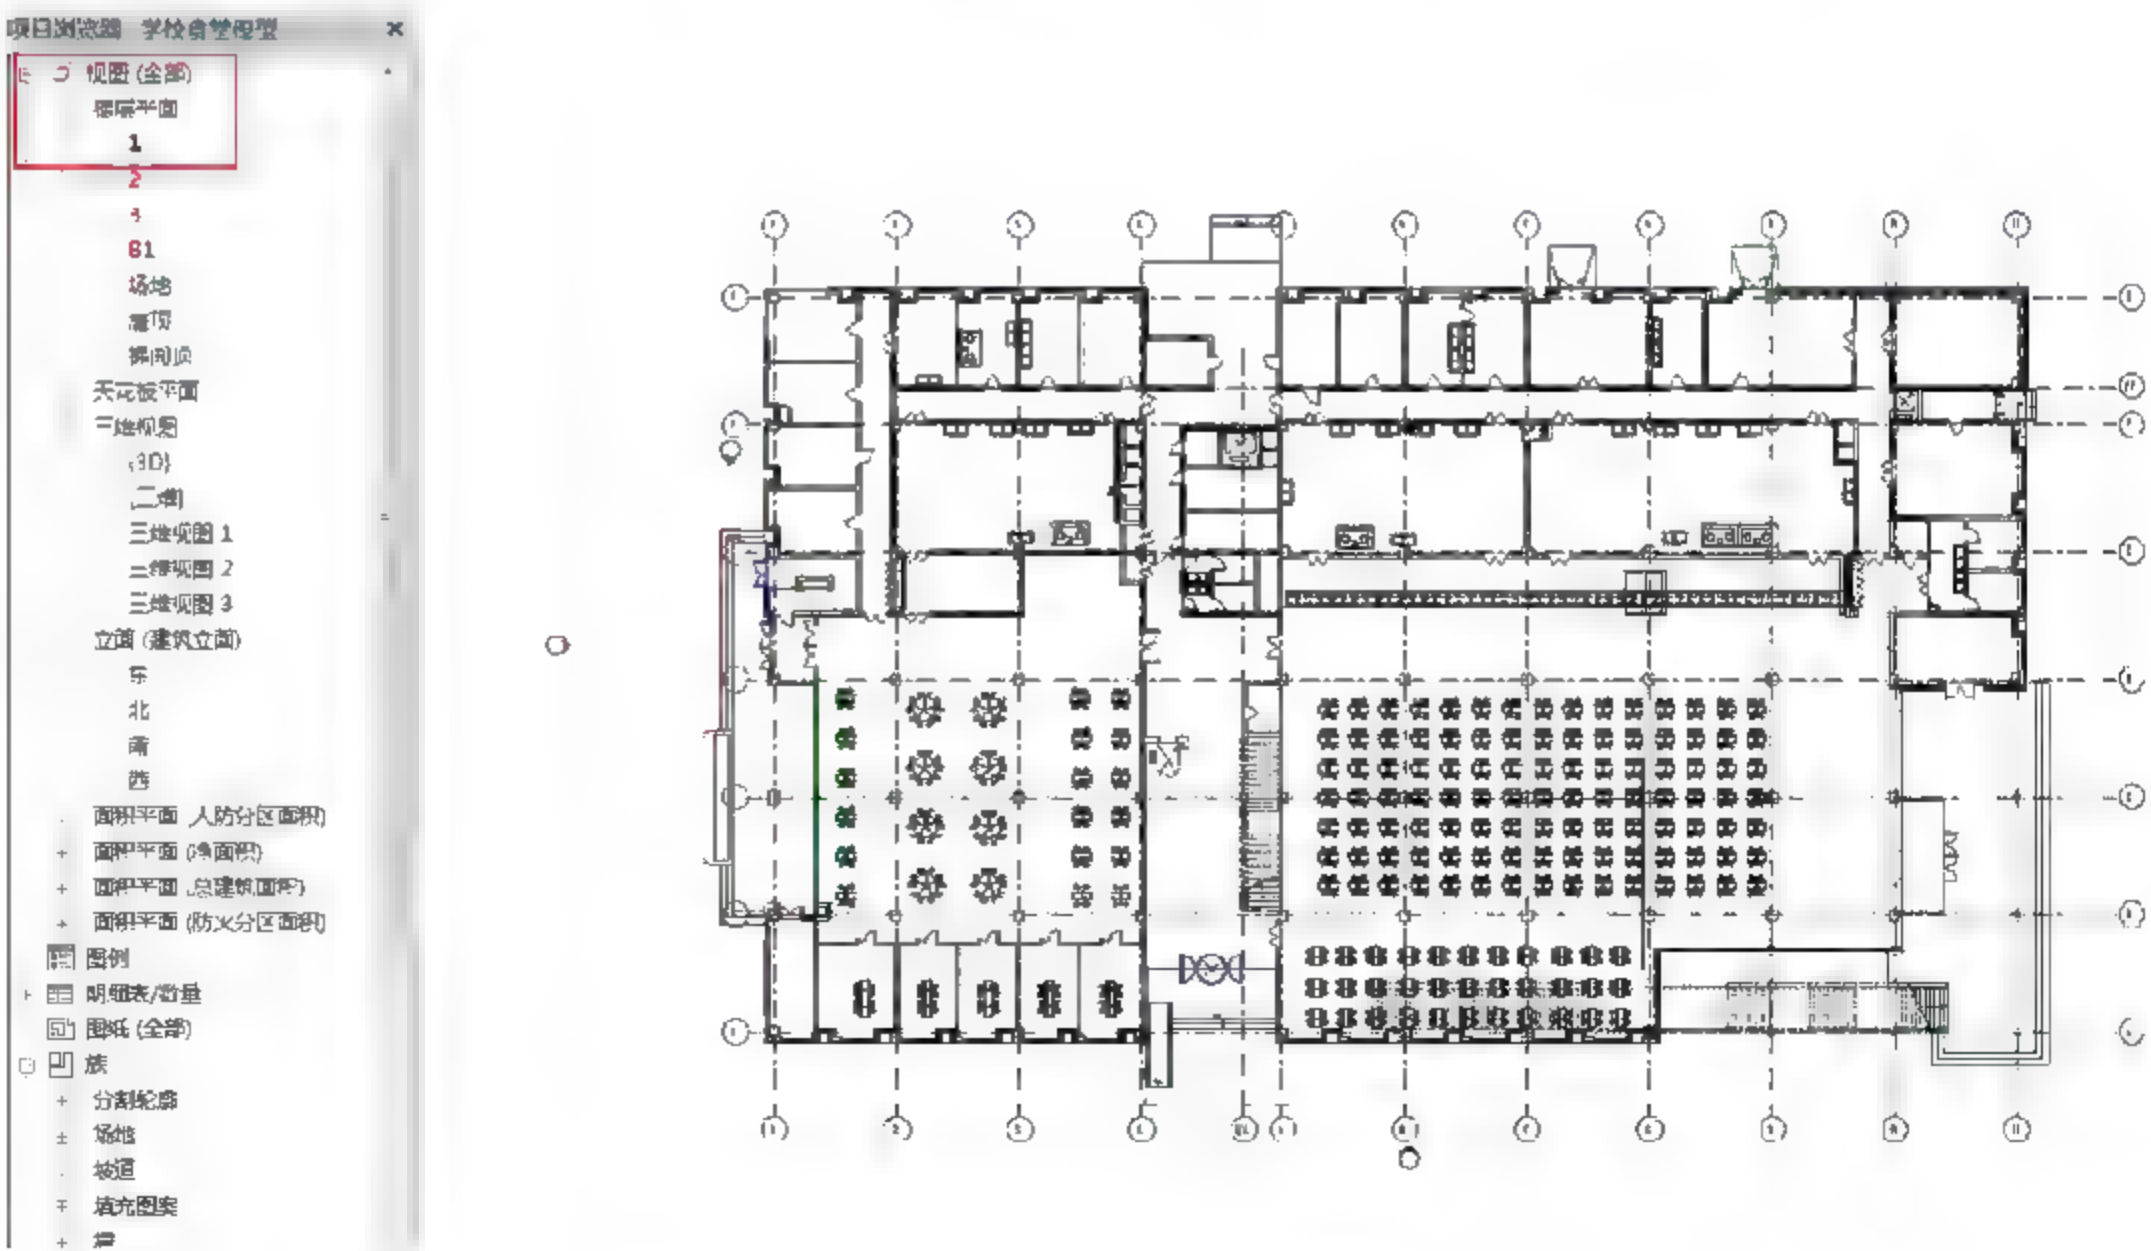 项目浏览器 学校食堂模型
视图 (全部)
楼层平面
1
2
B1
场地
屋顶
天花板平面
三维视图
{3D}
三维视图 1
三维视图 2
三维视图 3
立面 (建筑立面)
东
北
南
西
面积平面 (人防分区面积)
面积平面 (净面积)
面积平面 (总建筑面积)
面积平面 (防火分区面积)
图例
明细表/数量
图纸 (全部)
族
分割轮廓
场地
坡道
填充图案
墙